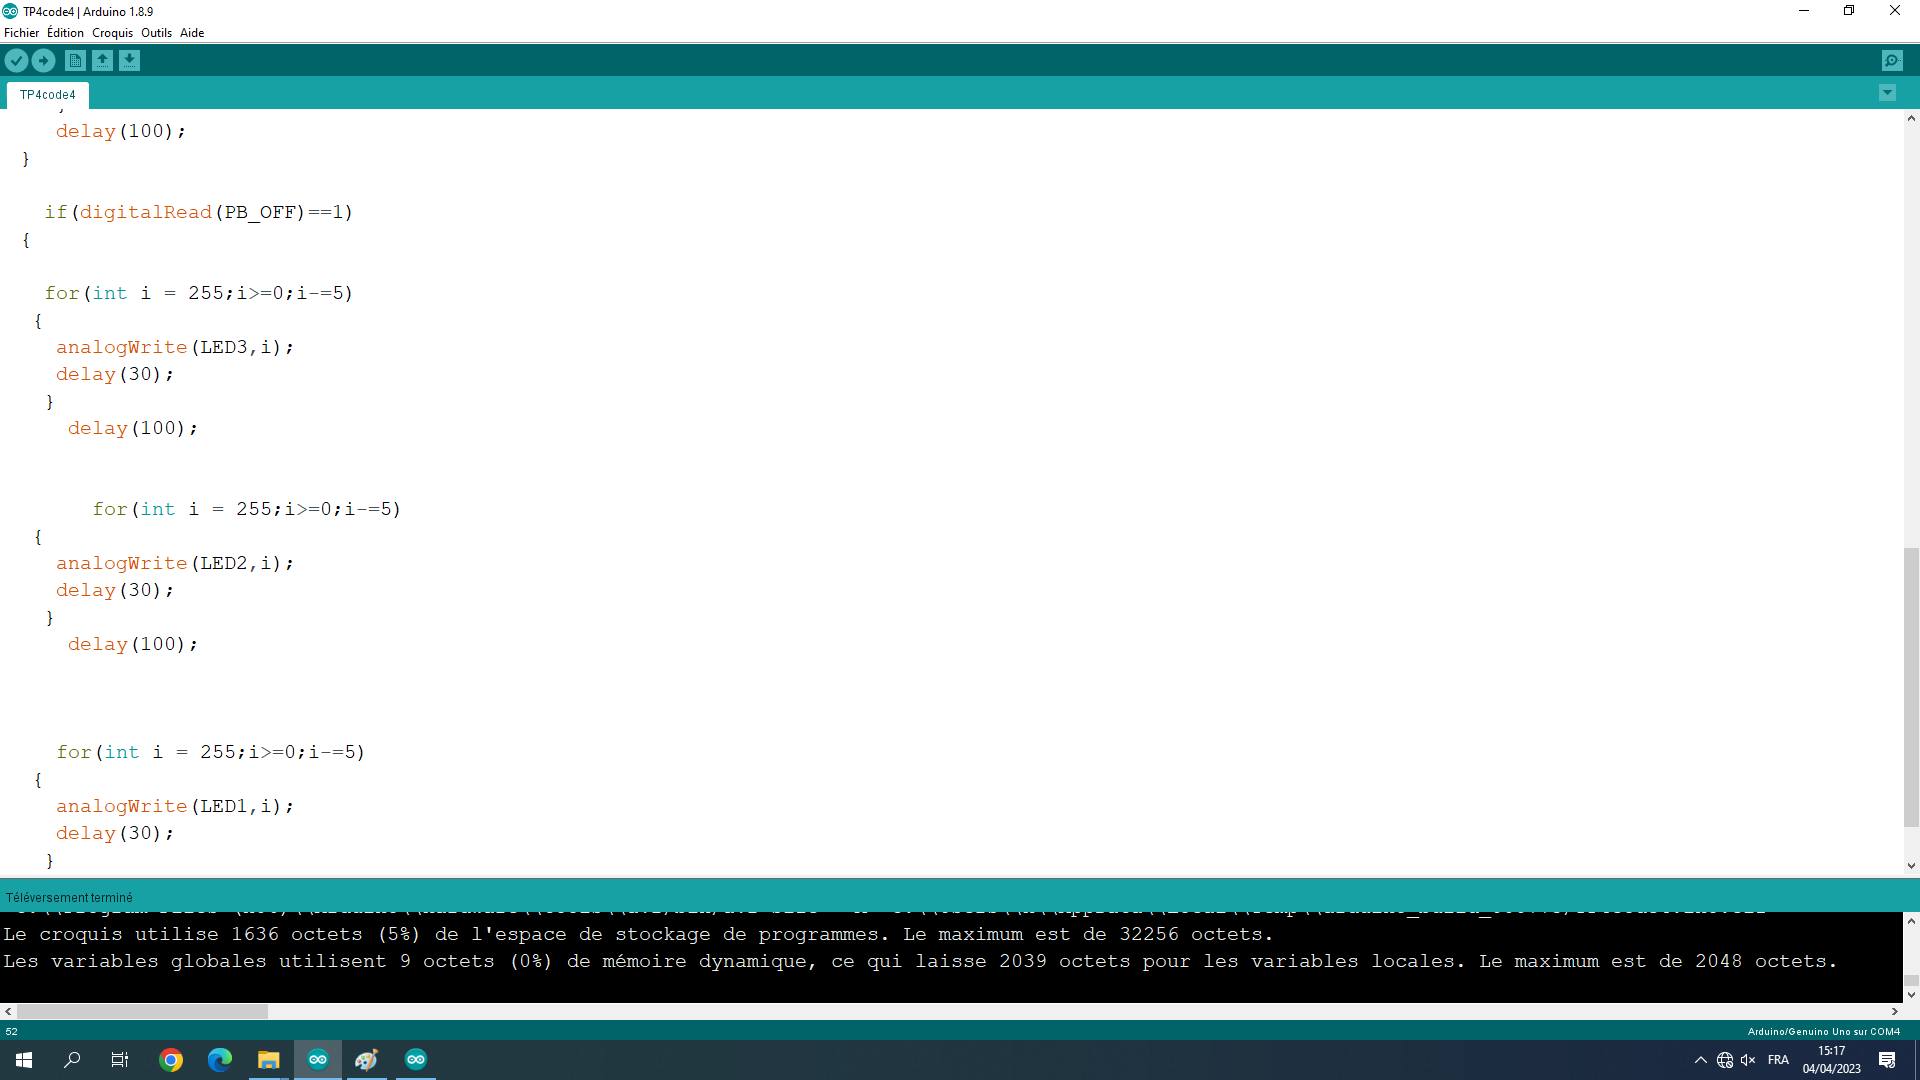 TP4code4 | Arduino 1.8.9
Fichier Édition Croquis Outils Aide
TP4code4
delay(100);
}
if(digitalRead(PB_OFF)==1)
{
for(int i = 255;i>=0;i-=5)
{
analogWrite(LED3,i);
delay(30);
}
delay(100);
for(int i = 255;i>=0;i-=5)
{
analogWrite(LED2,i);
delay(30);
}
delay(100);
for(int i = 255;i>=0;i-=5)
{
analogWrite(LED1,i);
delay(30);
}
Téléversement terminé
Le croquis utilise 1636 octets (5%) de l'espace de stockage de programmes. Le maximum est de 32256 octets.
Les variables globales utilisent 9 octets (0%) de mémoire dynamique, ce qui laisse 2039 octets pour les variables locales. Le maximum est de 2048 octets.
52
Arduino/Genuino Uno sur COM4
FRA
15:17
04/04/2023